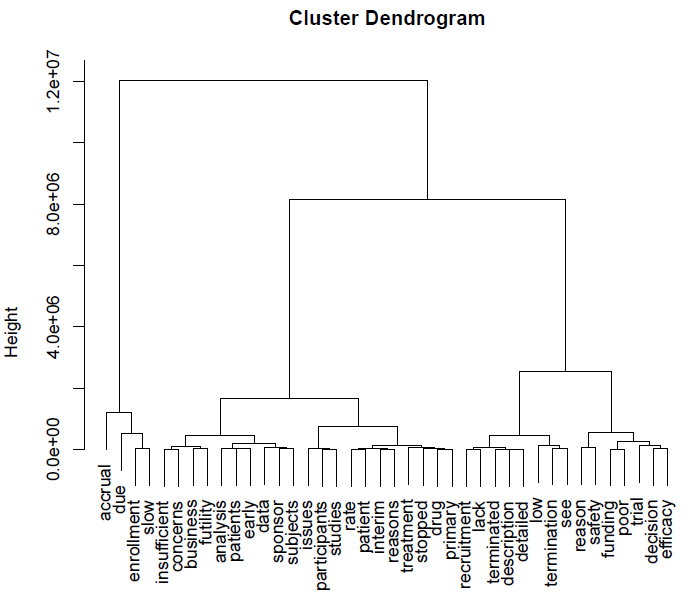 Cluster Dendrogram
Height
0.0e+00
4.0e+06
8.0e+06
1.2e+07
accrual
due
enrollment
slow
insufficient
concerns
business
futility
analysis
patients
early
data
sponsor
subjects
issues
participants
studies
rate
patient
interim
reasons
treatment
stopped
drug
primary
recruitment
lack
terminated
description
detailed
low
termination
see
reason
safety
funding
poor
trial
decision
efficacy